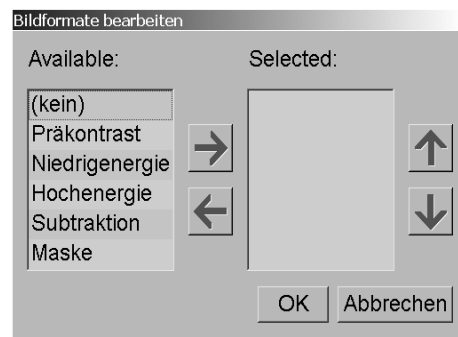 Bildformate bearbeiten
Available:
Selected:
(kein)
Präkontrast
Niedrigenergie
Hochenergie
Subtraktion
Maske
OK
Abbrechen